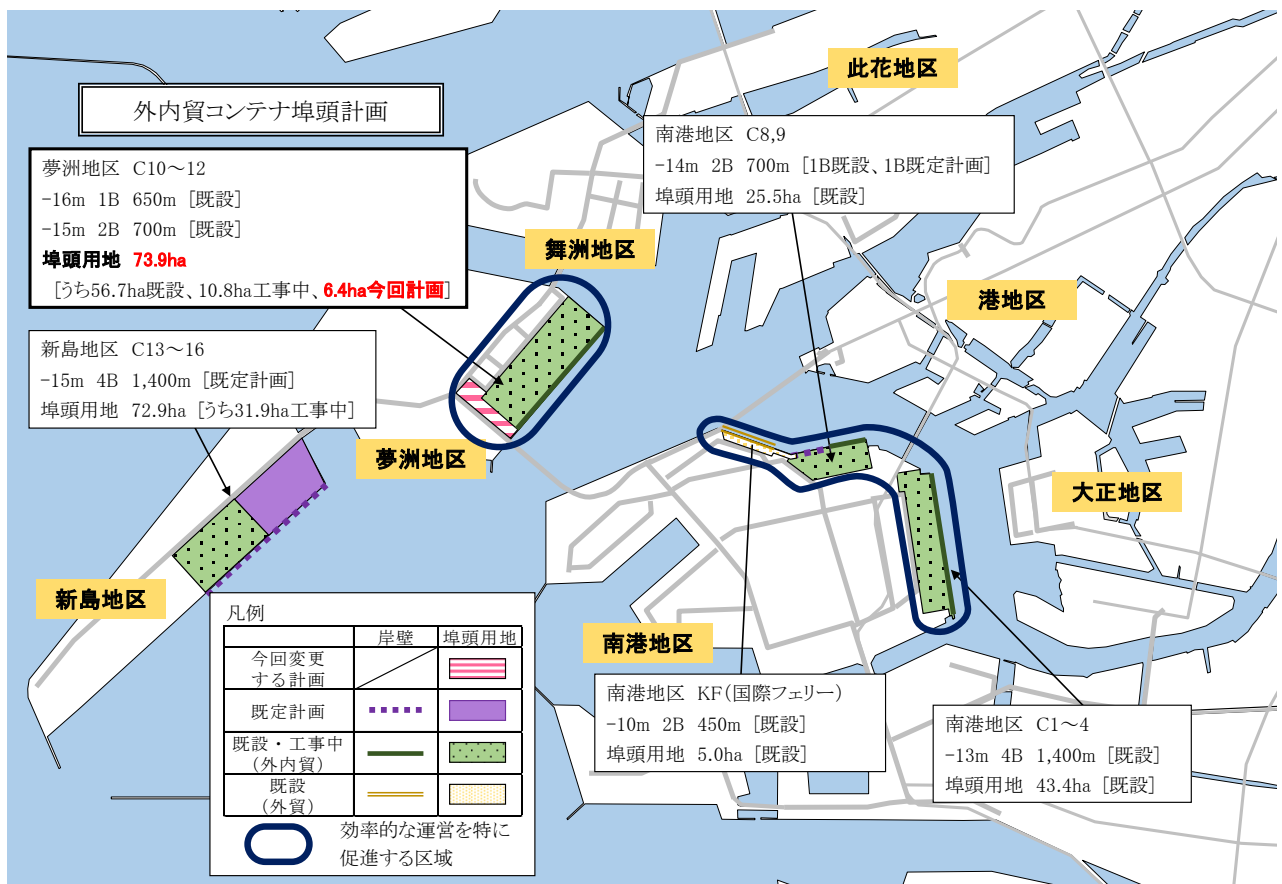 外内貿コンテナ埠頭計画
此花地区
南港地区 C8,9
-14m 2B 700m [1B既設、1B既定計画]
埠頭用地 25.5ha [既設]
夢洲地区 C10~12
-16m 1B 650m [既設]
-15m 2B 700m [既設]
埠頭用地 73.9ha
[うち56.7ha既設、10.8ha工事中、6.4ha今回計画]
舞洲地区
港地区
新島地区 C13~16
-15m 4B 1,400m [既定計画]
埠頭用地 72.9ha [うち31.9ha工事中]
夢洲地区
大正地区
新島地区
南港地区
凡例
岸壁 埠頭用地
今回変更
する計画
既定計画
既設・工事中
(外内貿)
既設
(外貿)
効率的な運営を特に
促進する区域
南港地区 KF(国際フェリー)
-10m 2B 450m [既設]
埠頭用地 5.0ha [既設]
南港地区 C1~4
-13m 4B 1,400m [既設]
埠頭用地 43.4ha [既設]